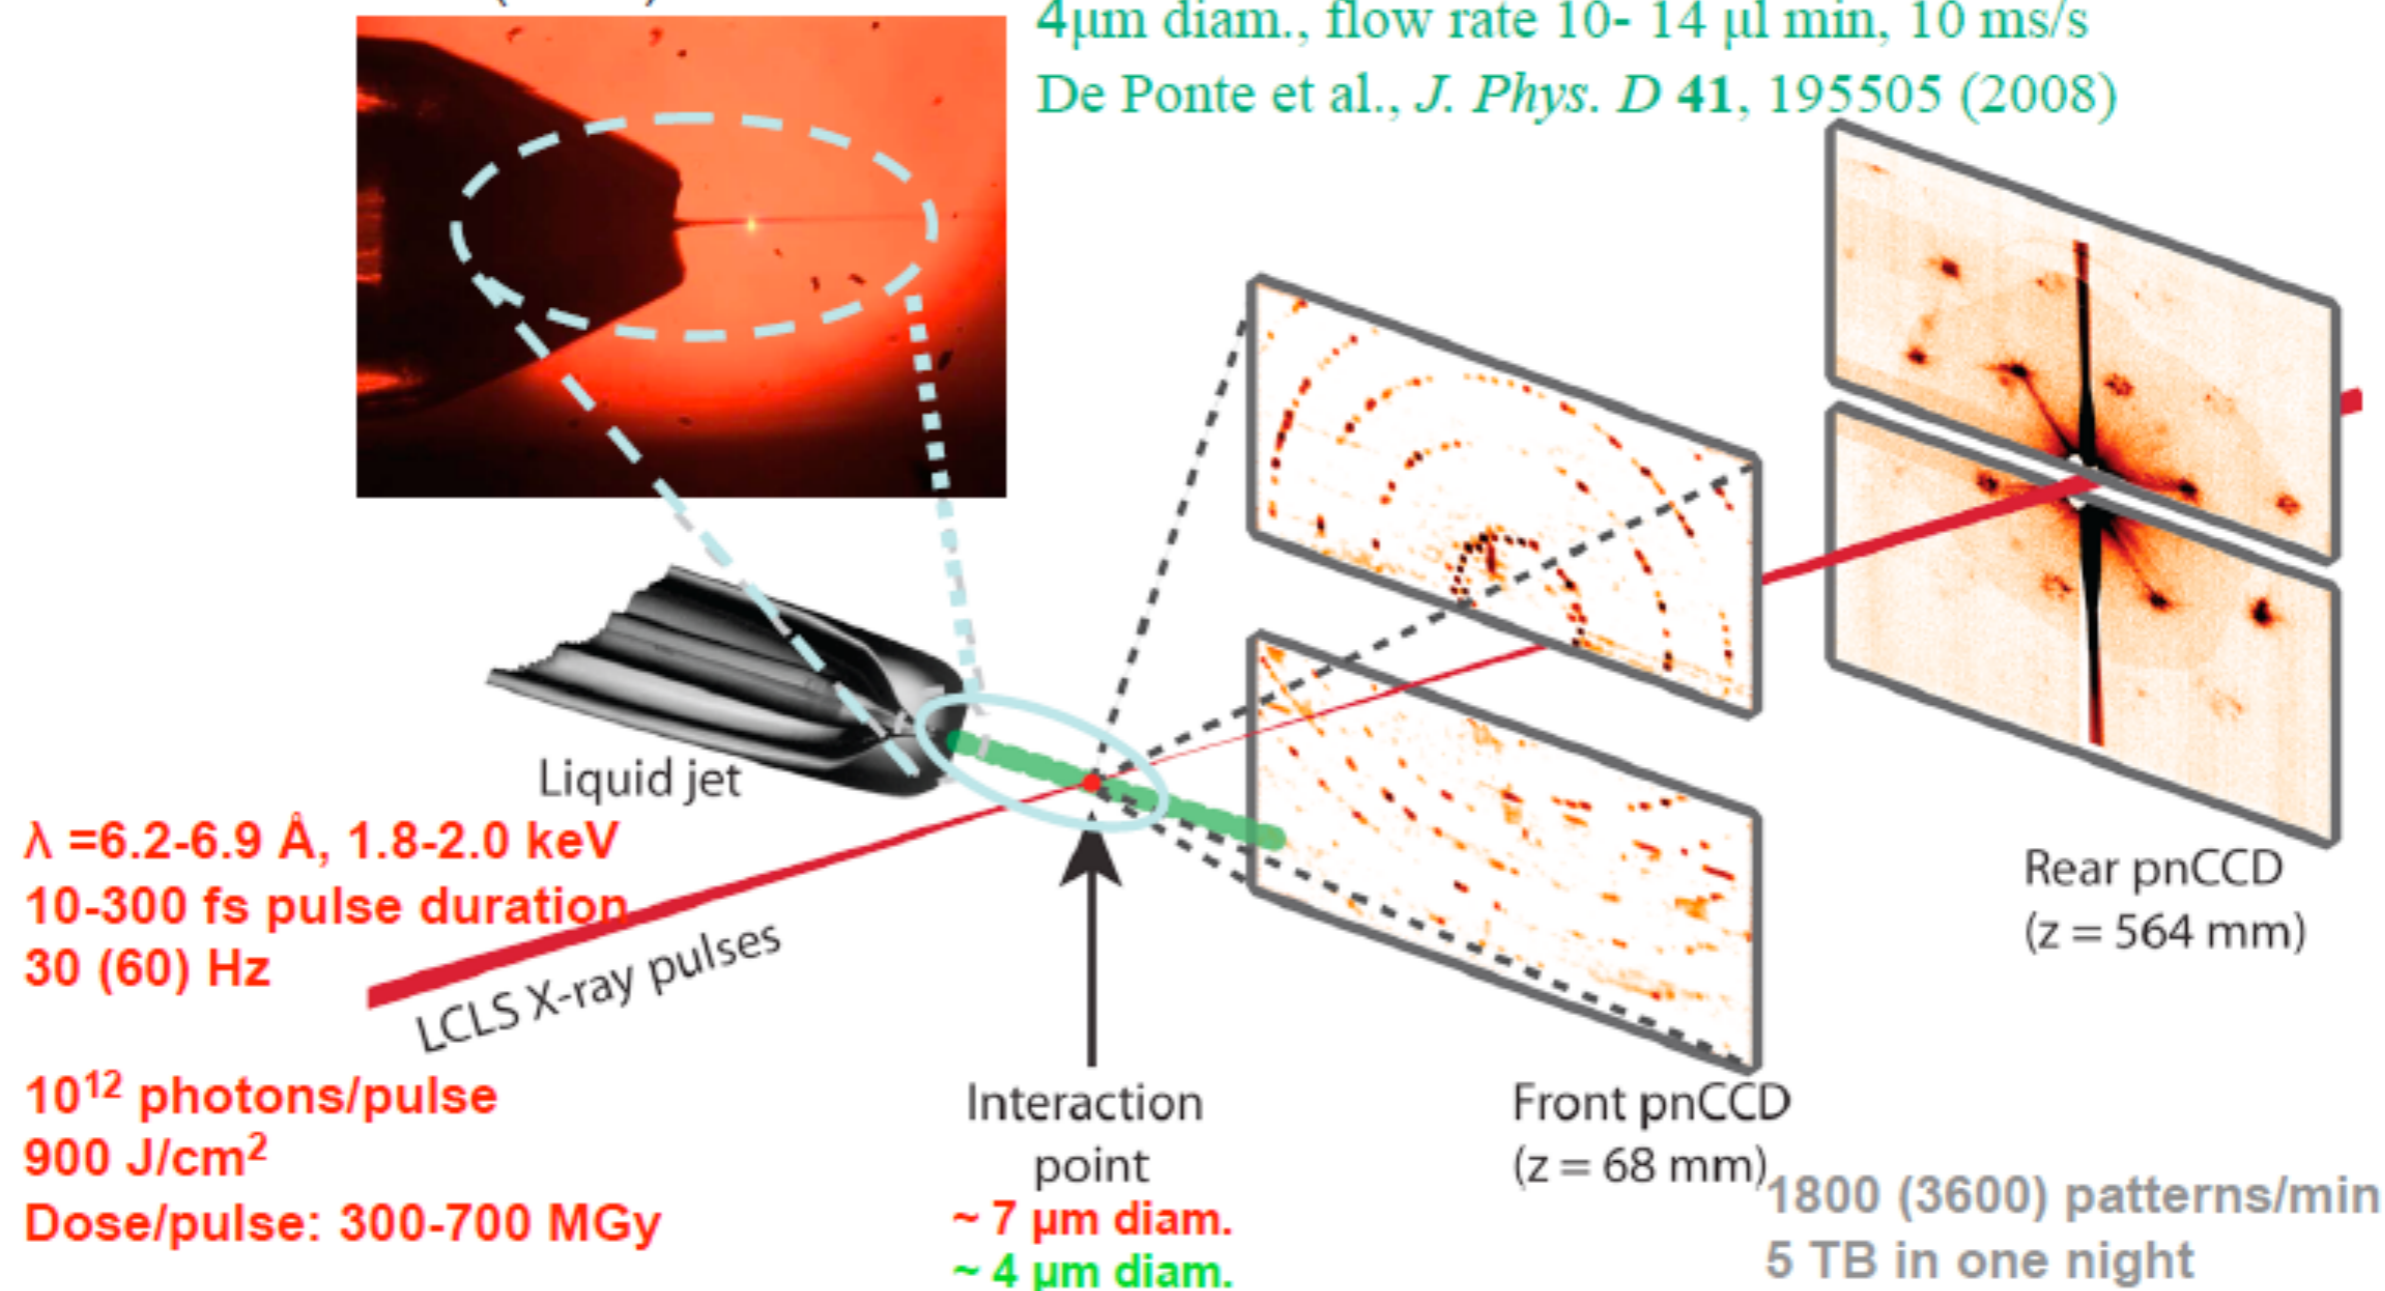 4μm diam., flow rate 10- 14 μl min, 10 ms/s
De Ponte et al., J. Phys. D 41, 195505 (2008)
Liquid jet
λ =6.2-6.9 Å, 1.8-2.0 keV
10-300 fs pulse duration
30 (60) Hz
LCLS X-ray pulses
10¹² photons/pulse
900 J/cm²
Dose/pulse: 300-700 MGy
Interaction
point
~ 7 μm diam.
~ 4 μm diam.
Front pnCCD
(z = 68 mm)
Rear pnCCD
(z = 564 mm)
1800 (3600) patterns/min
5 TB in one night